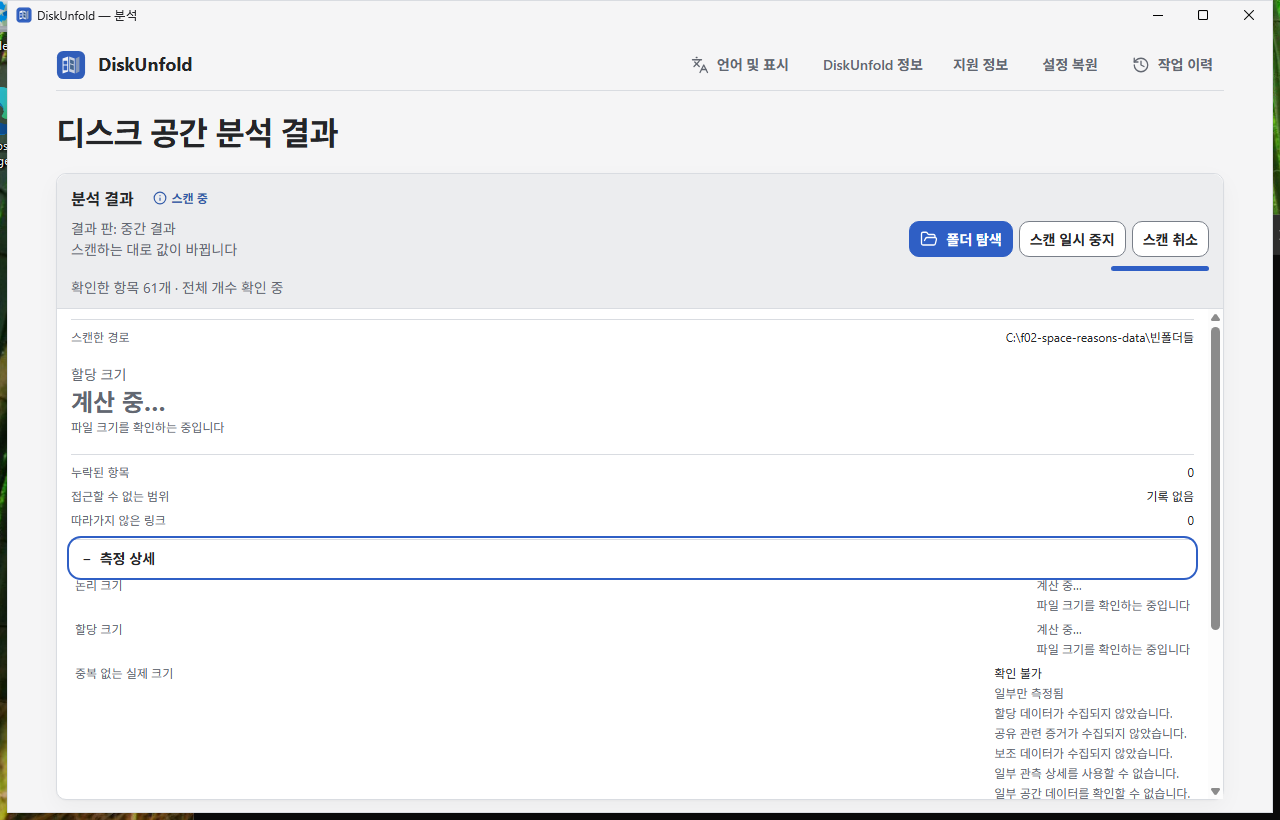 DiskUnfold — 분석
DiskUnfold
언어 및 표시
DiskUnfold 정보
지원 정보
설정 복원
작업 이력
디스크 공간 분석 결과
분석 결과
스캔 중
결과 판: 중간 결과
스캔하는 대로 값이 바뀝니다
확인한 항목 61개 · 전체 개수 확인 중
폴더 탐색
스캔 일시 중지
스캔 취소
스캔한 경로
C:\f02-space-reasons-data\빈폴더들
할당 크기
계산 중...
파일 크기를 확인하는 중입니다
누락된 항목
0
접근할 수 없는 범위
기록 없음
따라가지 않은 링크
0
− 측정 상세
논리 크기
계산 중...
파일 크기를 확인하는 중입니다
할당 크기
계산 중...
파일 크기를 확인하는 중입니다
중복 없는 실제 크기
확인 불가
일부만 측정됨
할당 데이터가 수집되지 않았습니다.
공유 관련 증거가 수집되지 않았습니다.
보조 데이터가 수집되지 않았습니다.
일부 관측 상세를 사용할 수 없습니다.
일부 공간 데이터를 확인할 수 없습니다.